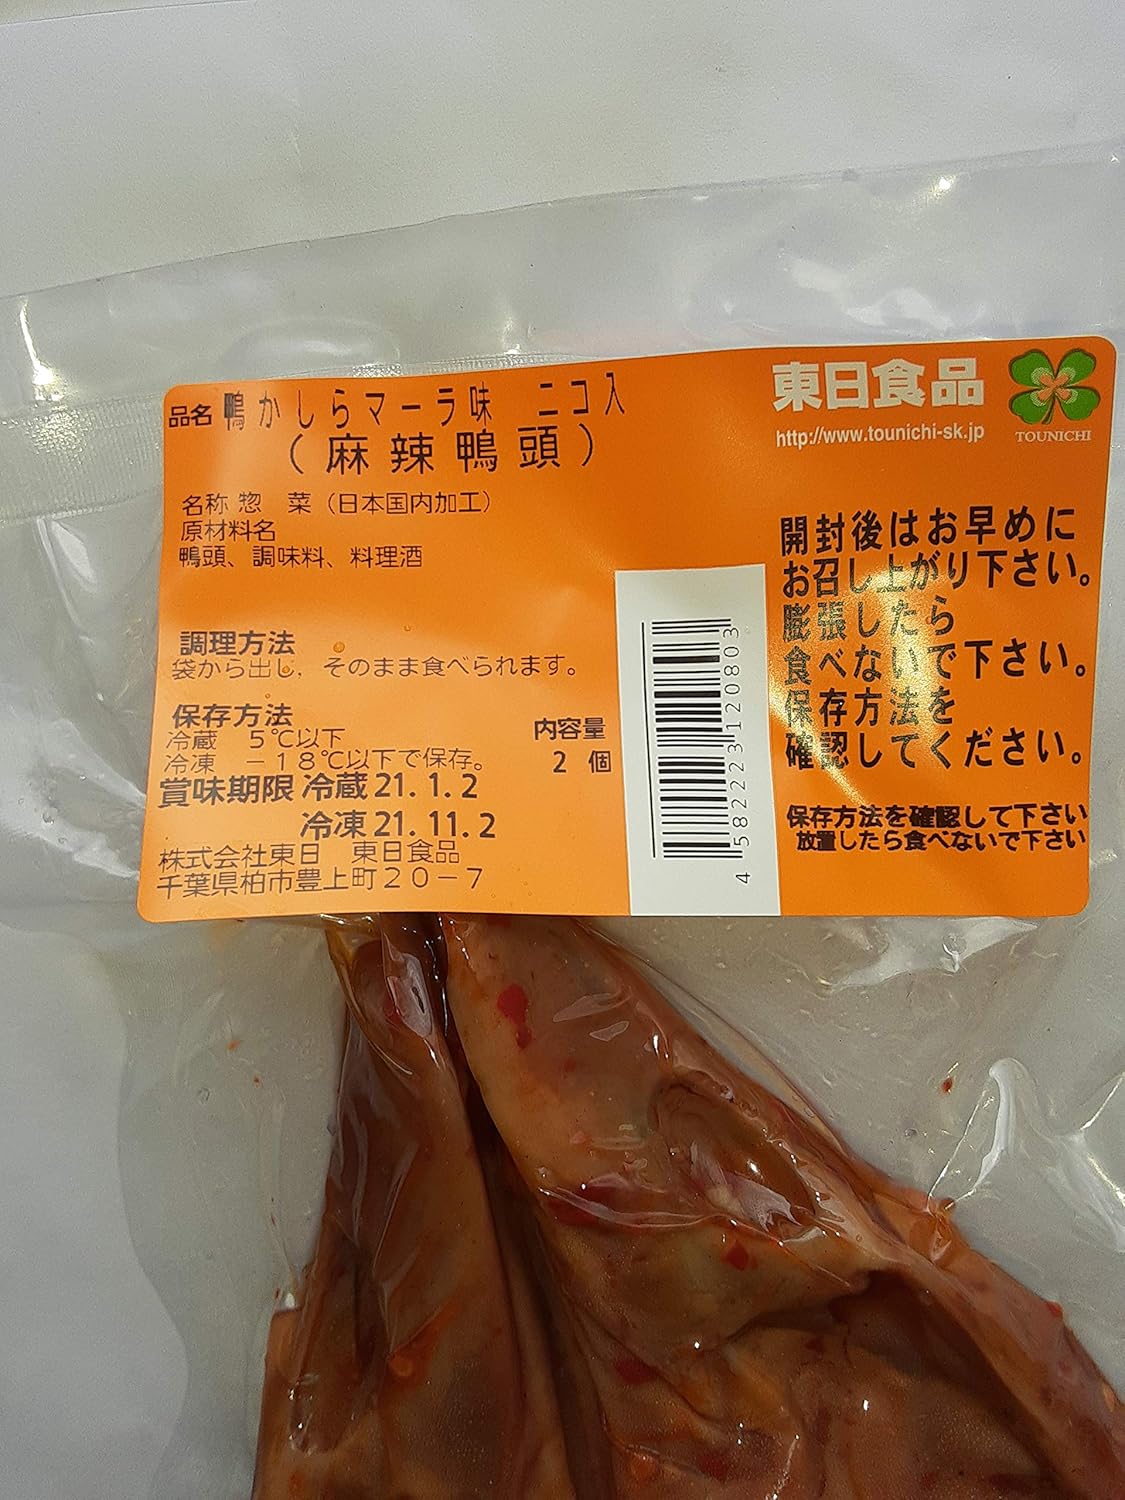 品名 鴨かしらマーラ味 二コ入
(麻辣鴨頭)
名称 惣 菜(日本国内加工)
原材料名
鴨頭、調味料、料理酒
調理方法
袋から出し、そのまま食べられます。
保存方法
冷蔵 5℃以下
冷凍 −18℃以下で保存。
賞味期限 冷蔵 21.1.2
冷凍 21.11.2
株式会社東日 東日食品
千葉県柏市豊上町20-7
内容量
2 個
4582223120803
東日食品
http://www.tounichi-sk.jp
TOUNICHI
開封後はお早めに
お召し上がり下さい。
膨張したら
食べないで下さい。
保存方法を
確認してください。
保存方法を確認して下さい
放置したら食べないで下さい